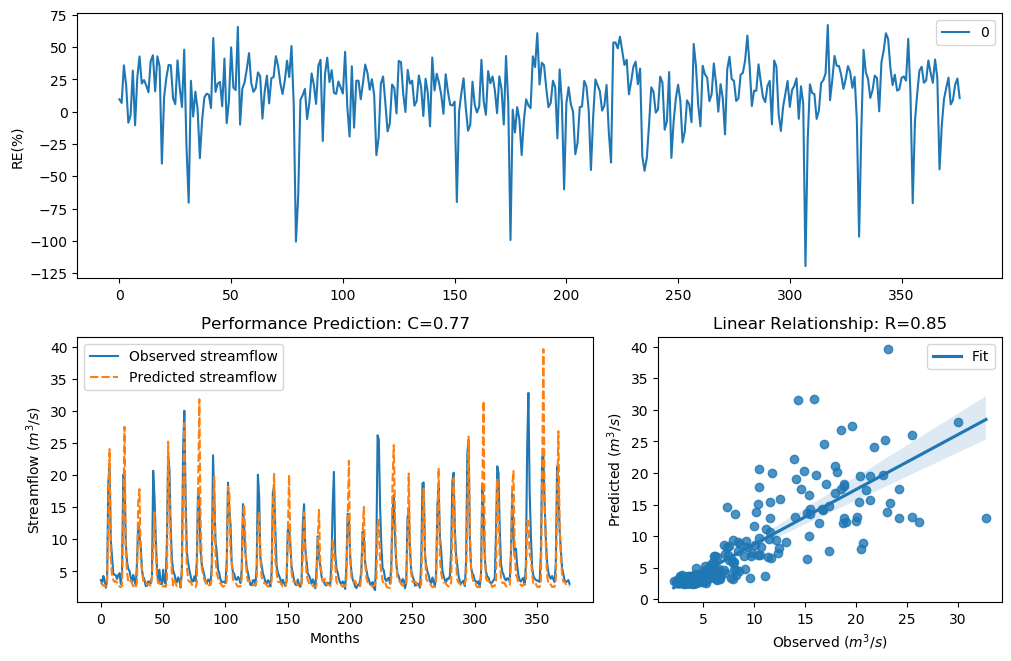 75
50
25
0
−25
−50
−75
−100
−125
RE(%)
0
0 50 100 150 200 250 300 350
Performance Prediction: C=0.77
Observed streamflow
Predicted streamflow
40
35
30
25
20
15
10
5
Streamflow (m³/s)
0 50 100 150 200 250 300 350
Months
Linear Relationship: R=0.85
Fit
40
35
30
25
20
15
10
5
0
Predicted (m³/s)
5 10 15 20 25 30
Observed (m³/s)